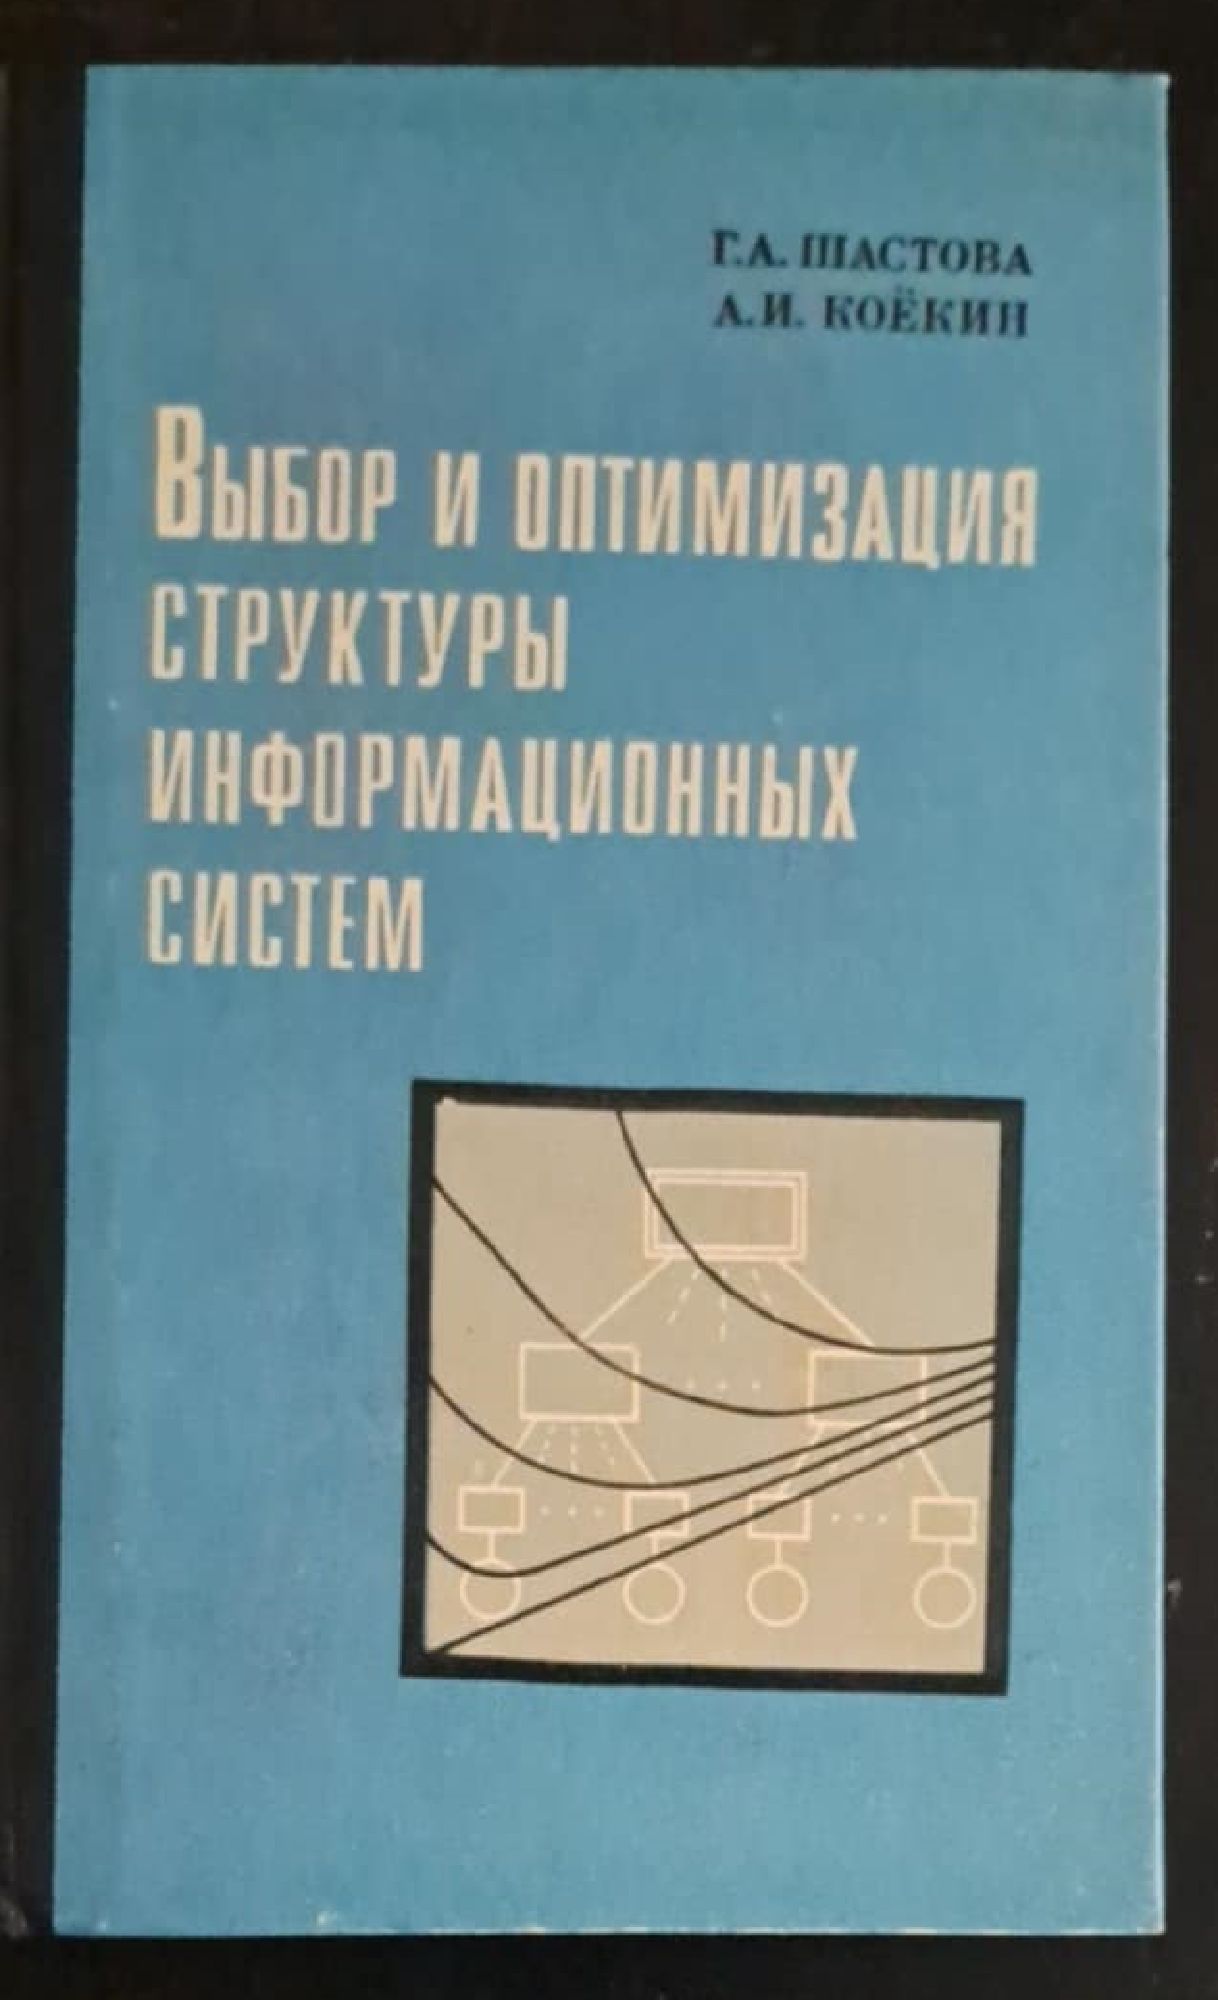 Г.А. ШАСТОВА
А.И. КОЁКИН
ВЫБОР И ОПТИМИЗАЦИЯ
СТРУКТУРЫ
ИНФОРМАЦИОННЫХ
СИСТЕМ